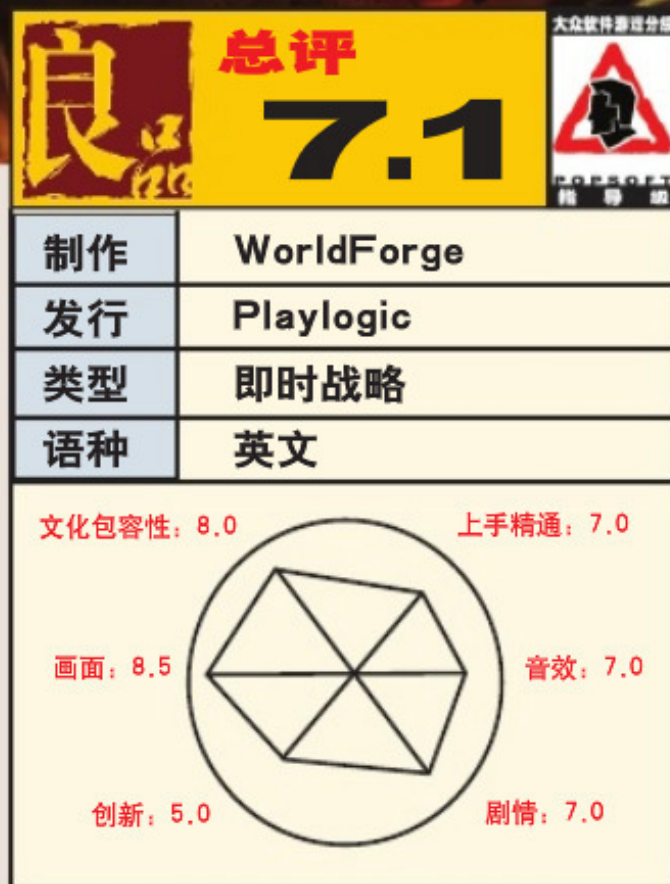 良品
总评
7.1
大众软件游戏分级
POPSOFT
指导级
制作 WorldForge
发行 Playlogic
类型 即时战略
语种 英文
文化包容性：8.0
上手精通：7.0
画面：8.5
音效：7.0
创新：5.0
剧情：7.0